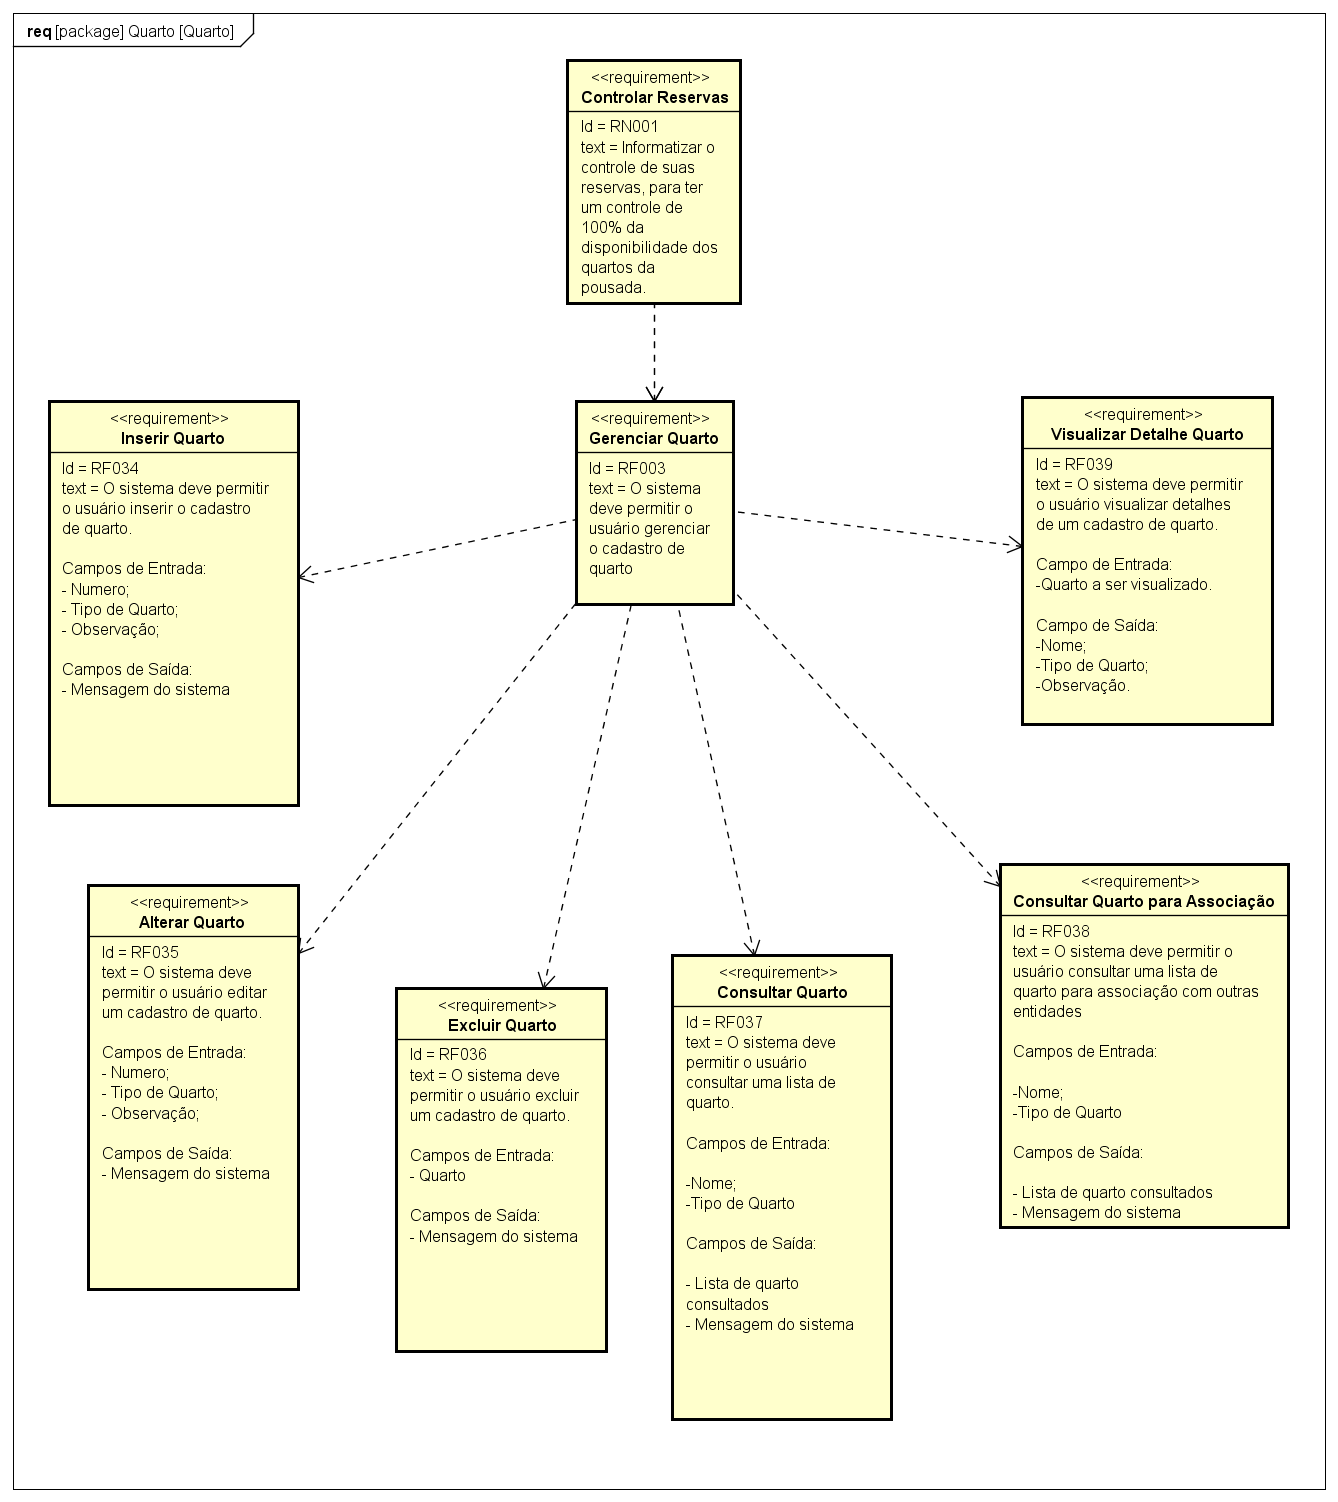 req [package] Quarto [Quarto]
<<requirement>>
Controlar Reservas
Id = RN001
text = Informatizar o
controle de suas
reservas, para ter
um controle de
100% da
disponibilidade dos
quartos da
pousada.
<<requirement>>
Inserir Quarto
Id = RF034
text = O sistema deve permitir
o usuário inserir o cadastro
de quarto.
Campos de Entrada:
- Numero;
- Tipo de Quarto;
- Observação;
Campos de Saída:
- Mensagem do sistema
<<requirement>>
Gerenciar Quarto
Id = RF003
text = O sistema
deve permitir o
usuário gerenciar
o cadastro de
quarto
<<requirement>>
Visualizar Detalhe Quarto
Id = RF039
text = O sistema deve permitir
o usuário visualizar detalhes
de um cadastro de quarto.
Campo de Entrada:
-Quarto a ser visualizado.
Campo de Saída:
-Nome;
-Tipo de Quarto;
-Observação.
<<requirement>>
Alterar Quarto
Id = RF035
text = O sistema deve
permitir o usuário editar
um cadastro de quarto.
Campos de Entrada:
- Numero;
- Tipo de Quarto;
- Observação;
Campos de Saída:
- Mensagem do sistema
<<requirement>>
Excluir Quarto
Id = RF036
text = O sistema deve
permitir o usuário excluir
um cadastro de quarto.
Campos de Entrada:
- Quarto
Campos de Saída:
- Mensagem do sistema
<<requirement>>
Consultar Quarto
Id = RF037
text = O sistema deve
permitir o usuário
consultar uma lista de
quarto.
Campos de Entrada:
-Nome;
-Tipo de Quarto
Campos de Saída:
- Lista de quarto
consultados
- Mensagem do sistema
<<requirement>>
Consultar Quarto para Associação
Id = RF038
text = O sistema deve permitir o
usuário consultar uma lista de
quarto para associação com outras
entidades
Campos de Entrada:
-Nome;
-Tipo de Quarto
Campos de Saída:
- Lista de quarto consultados
- Mensagem do sistema